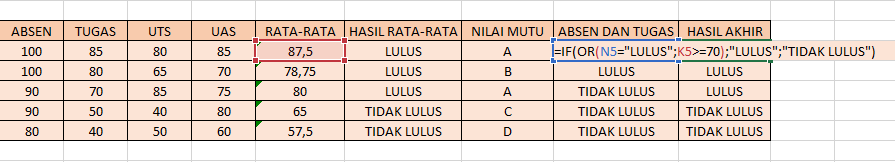 ABSEN TUGAS UTS UAS RATA-RATA HASIL RATA-RATA NILAI MUTU ABSEN DAN TUGAS HASIL AKHIR
100 85 80 85 87,5 LULUS A =IF(OR(N5="LULUS";K5>=70);"LULUS";"TIDAK LULUS")
100 80 65 70 78,75 LULUS B LULUS LULUS
90 70 85 75 80 LULUS A TIDAK LULUS LULUS
90 50 40 80 65 TIDAK LULUS C TIDAK LULUS TIDAK LULUS
80 40 50 60 57,5 TIDAK LULUS D TIDAK LULUS TIDAK LULUS